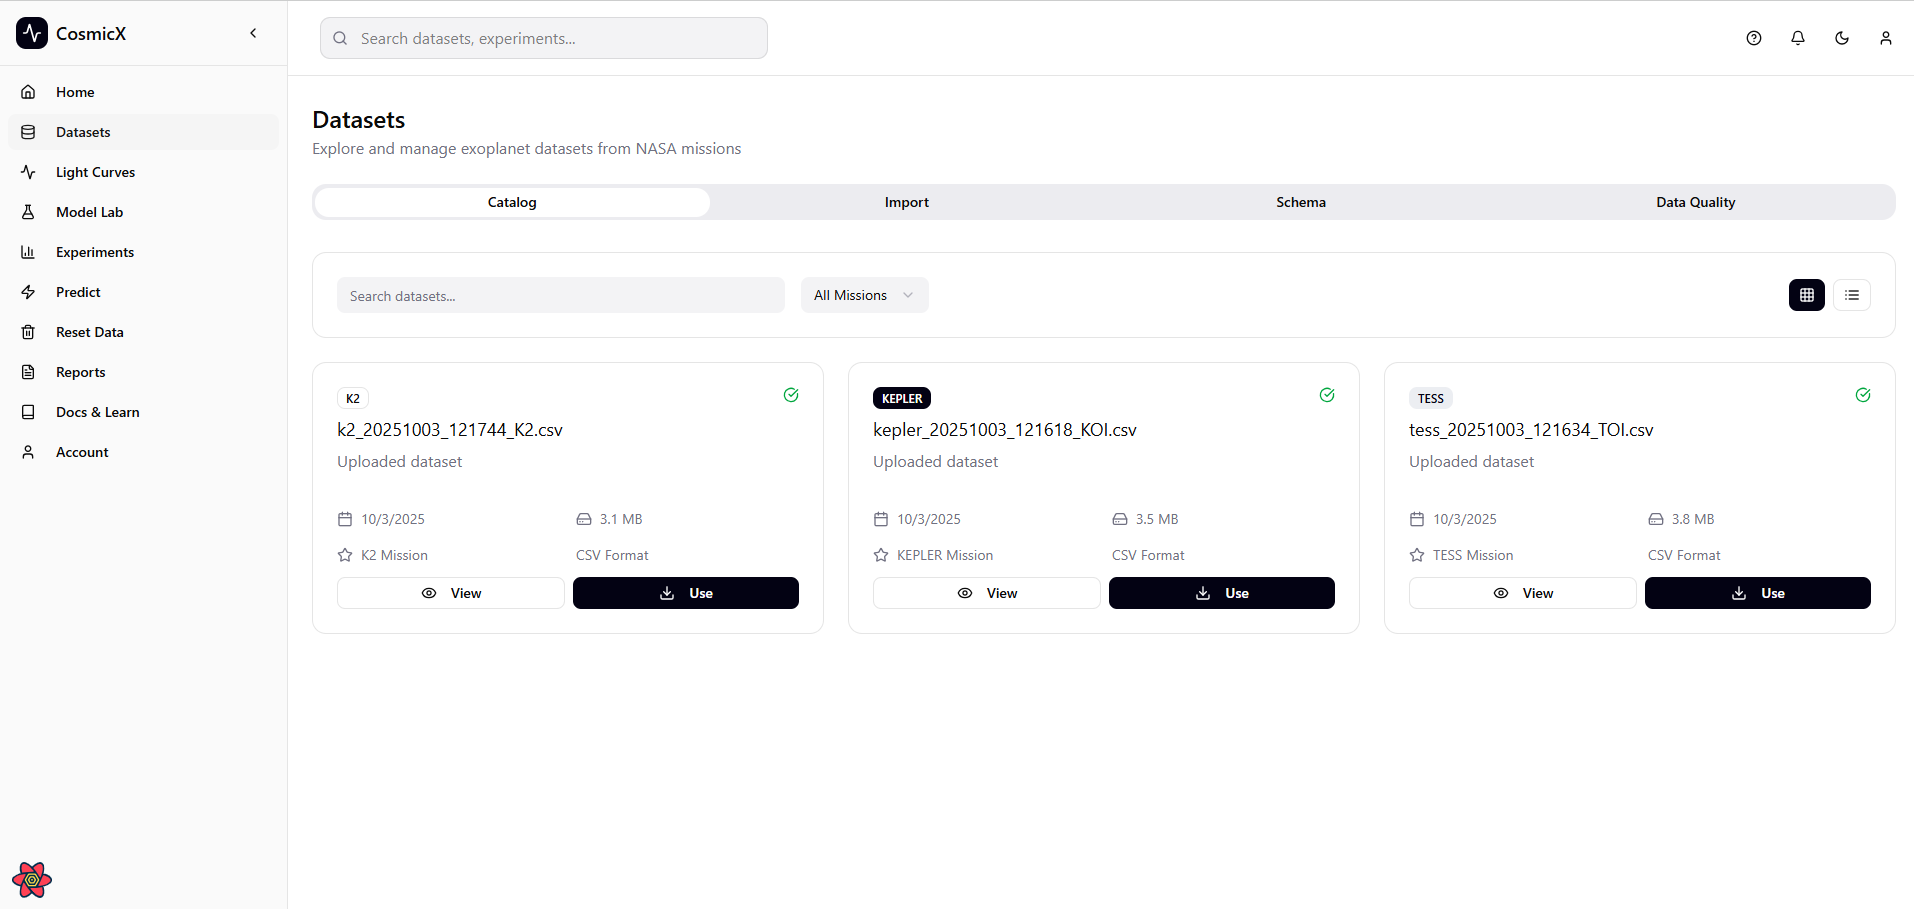 CosmicX
Home
Datasets
Light Curves
Model Lab
Experiments
Predict
Reset Data
Reports
Docs & Learn
Account
Search datasets, experiments...
Datasets
Explore and manage exoplanet datasets from NASA missions
Catalog
Import
Schema
Data Quality
Search datasets...
All Missions
K2
k2_20251003_121744_K2.csv
Uploaded dataset
10/3/2025
3.1 MB
K2 Mission
CSV Format
View
Use
KEPLER
kepler_20251003_121618_KOI.csv
Uploaded dataset
10/3/2025
3.5 MB
KEPLER Mission
CSV Format
View
Use
TESS
tess_20251003_121634_TOI.csv
Uploaded dataset
10/3/2025
3.8 MB
TESS Mission
CSV Format
View
Use